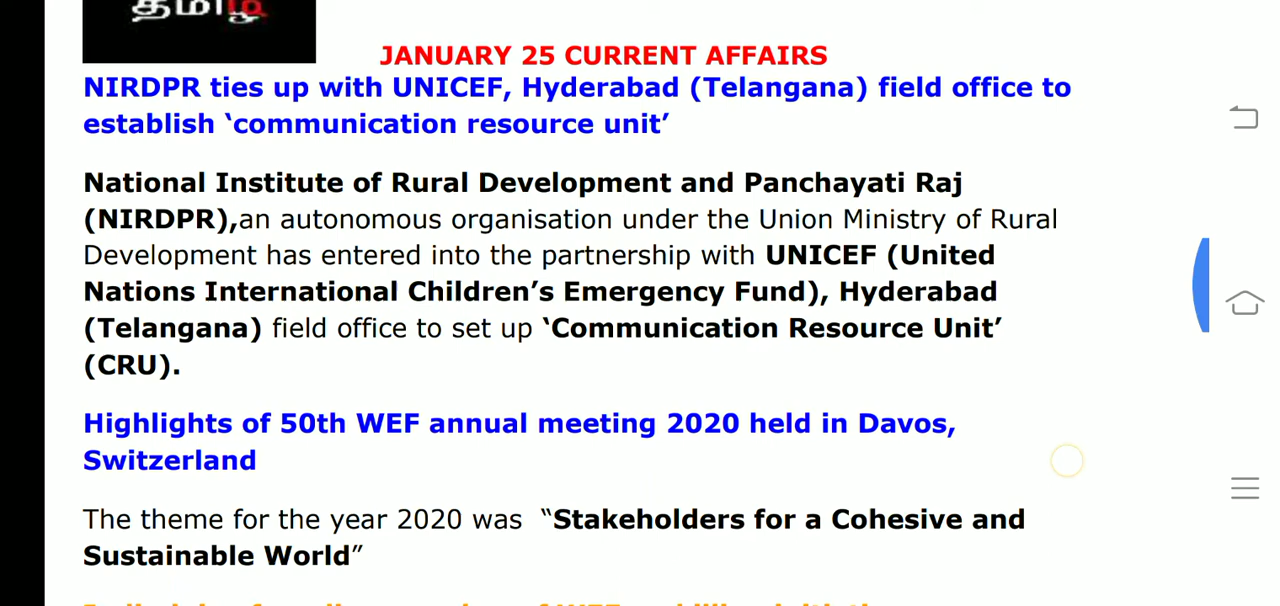 தமிழ்
JANUARY 25 CURRENT AFFAIRS
NIRDPR ties up with UNICEF, Hyderabad (Telangana) field office to
establish ‘communication resource unit’
National Institute of Rural Development and Panchayati Raj
(NIRDPR),an autonomous organisation under the Union Ministry of Rural
Development has entered into the partnership with UNICEF (United
Nations International Children’s Emergency Fund), Hyderabad
(Telangana) field office to set up ‘Communication Resource Unit’
(CRU).
Highlights of 50th WEF annual meeting 2020 held in Davos,
Switzerland
The theme for the year 2020 was “Stakeholders for a Cohesive and
Sustainable World”